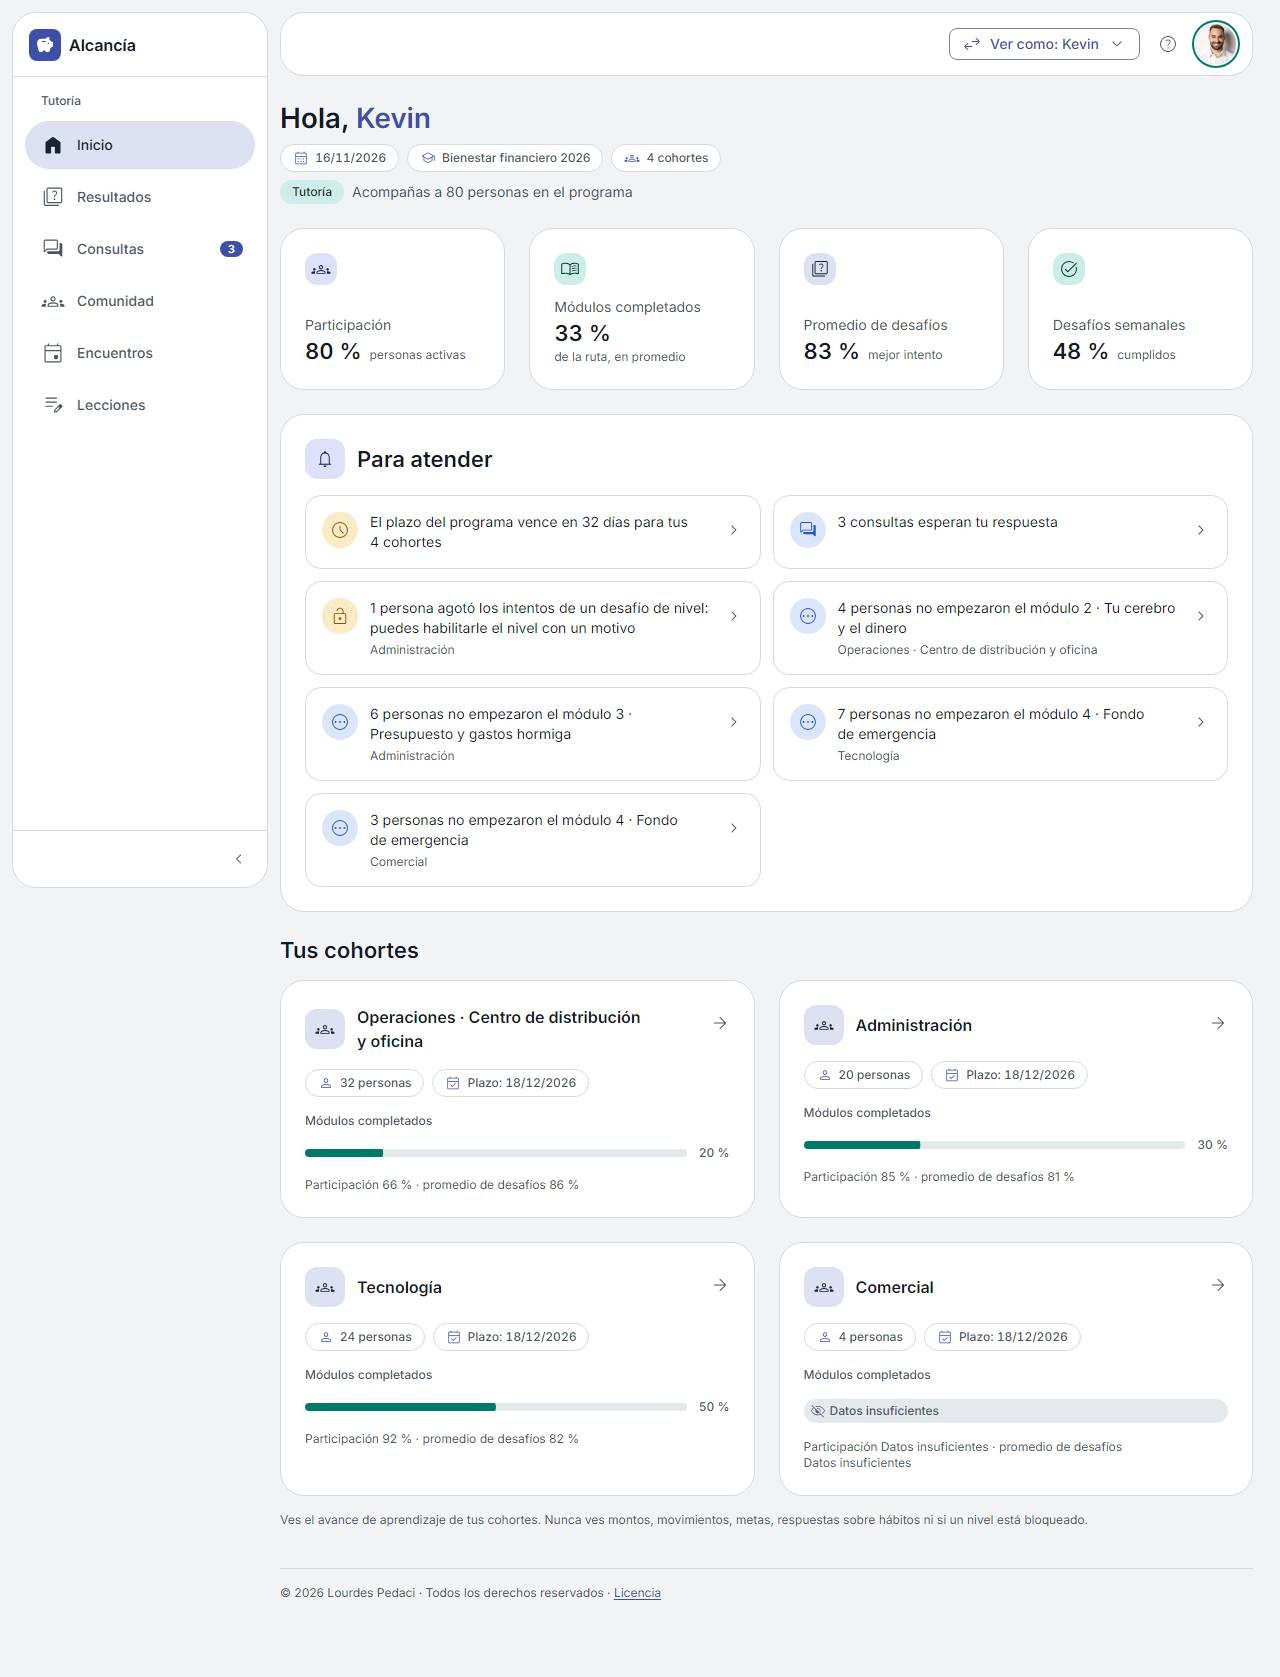 Alcancía
Ver como: Kevin
Tutoría
Inicio
Resultados
Consultas 3
Comunidad
Encuentros
Lecciones
Hola, Kevin
16/11/2026
Bienestar financiero 2026
4 cohortes
Tutoría
Acompañas a 80 personas en el programa
Participación
80 % personas activas
Módulos completados
33 %
de la ruta, en promedio
Promedio de desafíos
83 % mejor intento
Desafíos semanales
48 % cumplidos
Para atender
El plazo del programa vence en 32 días para tus
4 cohortes
3 consultas esperan tu respuesta
1 persona agotó los intentos de un desafío de nivel:
puedes habilitarle el nivel con un motivo
Administración
4 personas no empezaron el módulo 2 · Tu cerebro
y el dinero
Operaciones · Centro de distribución y oficina
6 personas no empezaron el módulo 3 ·
Presupuesto y gastos hormiga
Administración
7 personas no empezaron el módulo 4 · Fondo
de emergencia
Tecnología
3 personas no empezaron el módulo 4 · Fondo
de emergencia
Comercial
Tus cohortes
Operaciones · Centro de distribución
y oficina
32 personas
Plazo: 18/12/2026
Módulos completados
20 %
Participación 66 % · promedio de desafíos 86 %
Administración
20 personas
Plazo: 18/12/2026
Módulos completados
30 %
Participación 85 % · promedio de desafíos 81 %
Tecnología
24 personas
Plazo: 18/12/2026
Módulos completados
50 %
Participación 92 % · promedio de desafíos 82 %
Comercial
4 personas
Plazo: 18/12/2026
Módulos completados
Datos insuficientes
Participación Datos insuficientes · promedio de desafíos
Datos insuficientes
Ves el avance de aprendizaje de tus cohortes. Nunca ves montos, movimientos, metas, respuestas sobre hábitos ni si un nivel está bloqueado.
© 2026 Lourdes Pedaci · Todos los derechos reservados · Licencia